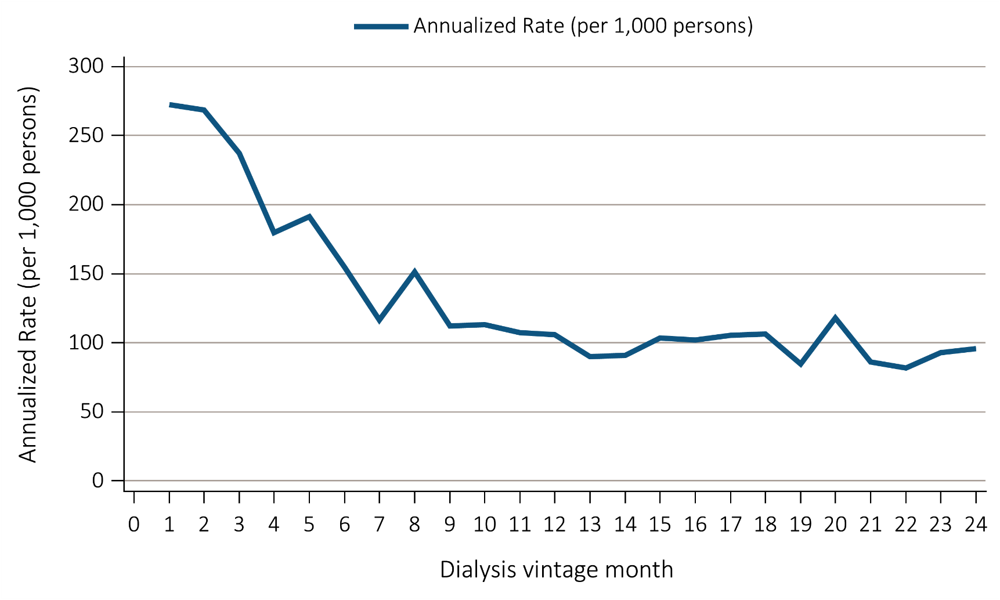 Annualized Rate (per 1,000 persons)
Annualized Rate (per 1,000 persons)
300
250
200
150
100
50
0
0 1 2 3 4 5 6 7 8 9 10 11 12 13 14 15 16 17 18 19 20 21 22 23 24
Dialysis vintage month